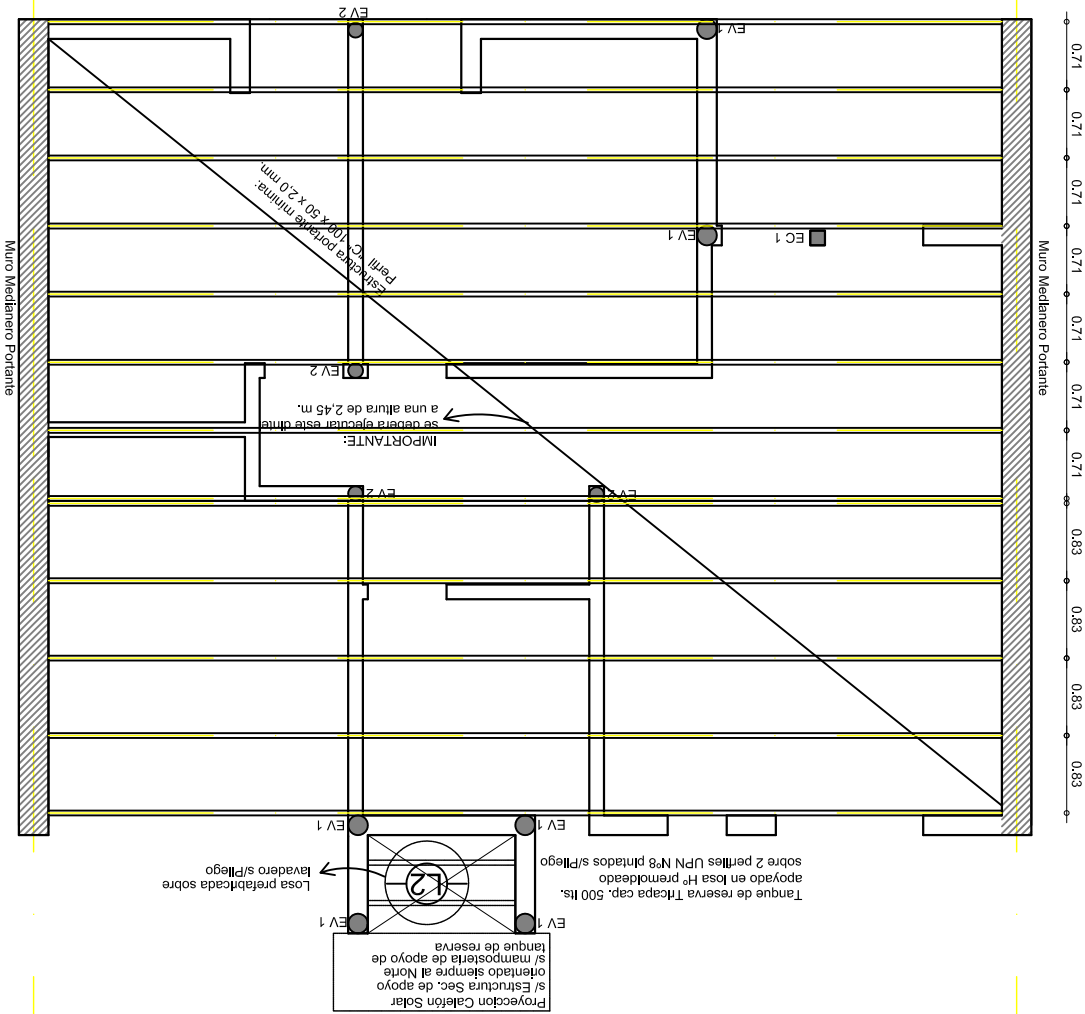 Proyeccion Calefón Solar
s/ Estructura Sec. de apoyo
orientado siempre al Norte
s/ mamposteria de apoyo de
tanque de reserva
EV 1
EV 1
L2
Tanque de reserva Tricapa cap. 500 lts.
apoyado en losa Hº premoldeado
sobre 2 perfiles UPN Nº8 pintados s/Pliego
Losa prefabricada sobre
lavadero s/Pliego
EV 1
EV 1
0.83
0.83
0.83
0.83
EV 2
EV 2
IMPORTANTE:
se debera ejecutar este dintel
a una altura de 2,45 m.
EV 2
Estructura portante mínima:
Perfil "C" 100 x 50 x 2,0 mm.
EC 1
EV 1
EV 1
EV 2
0.71
0.71
0.71
0.71
0.71
0.71
0.71
Muro Medianero Portante
Muro Medianero Portante